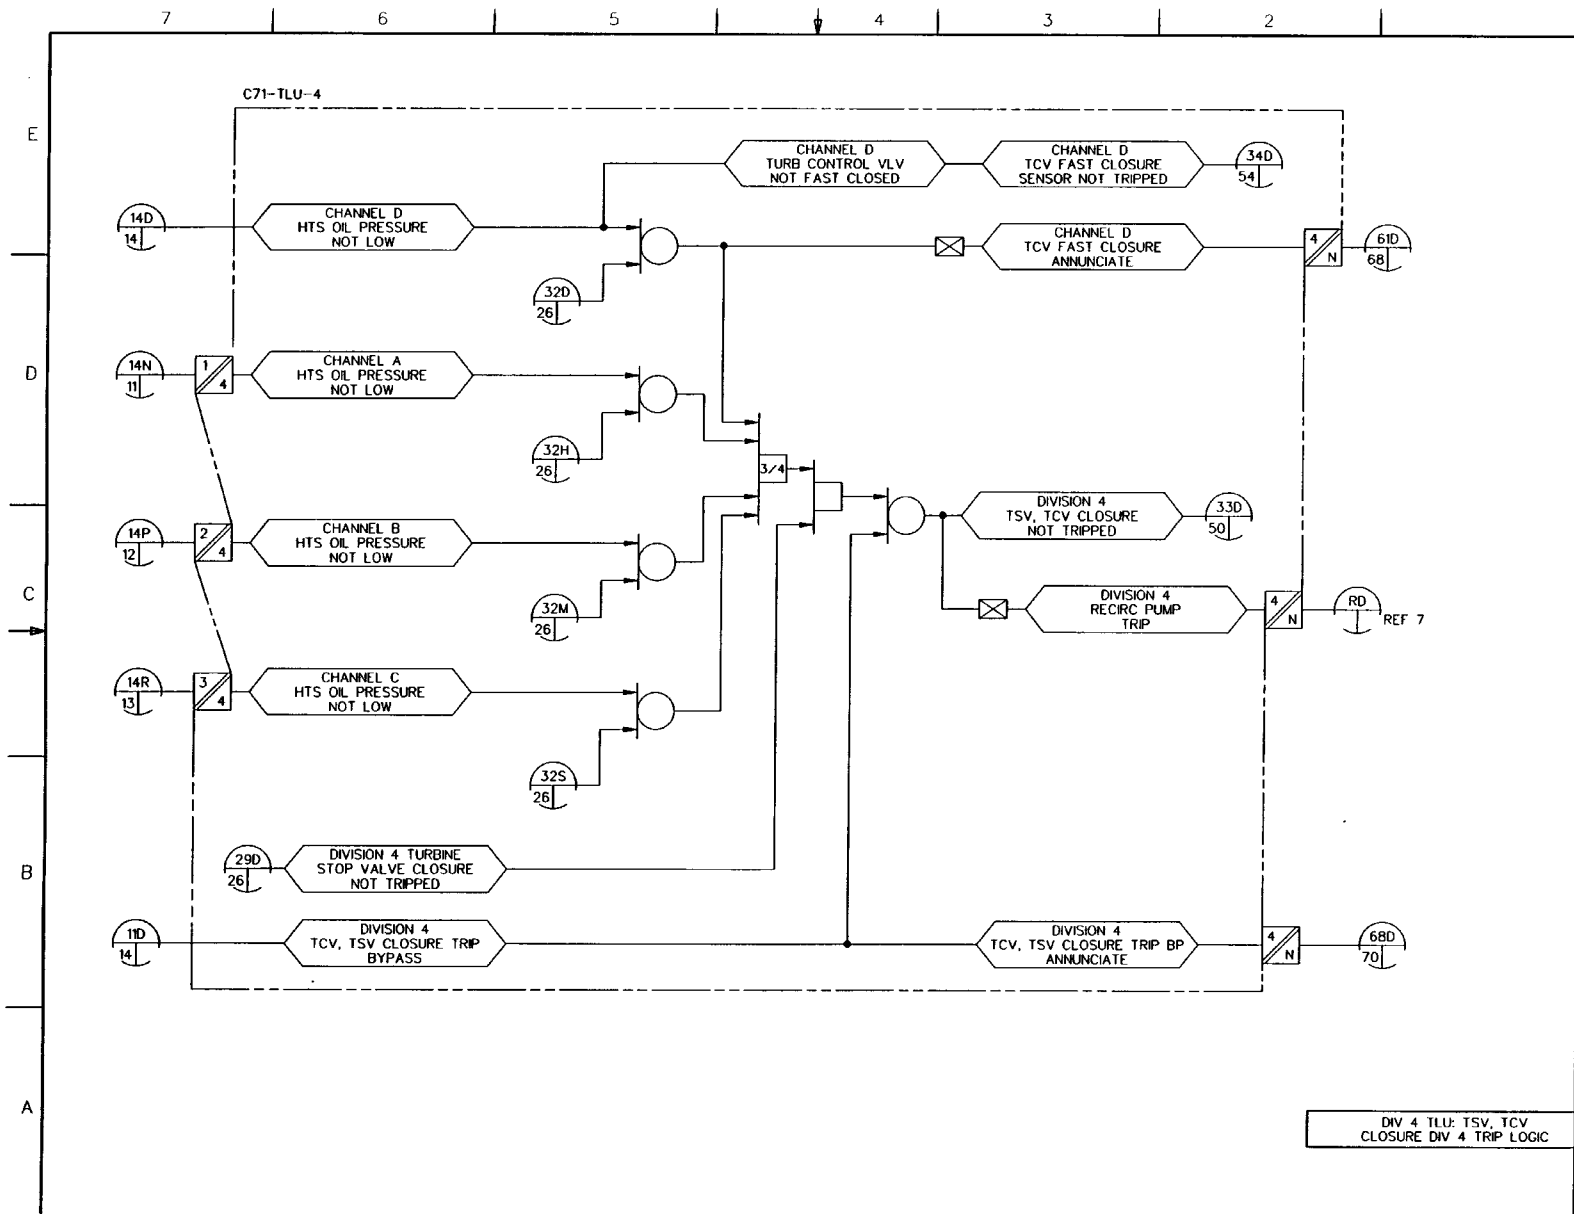 7 6 5 4 3 2
C71-TLU-4
E
CHANNEL D
TURB CONTROL VLV
NOT FAST CLOSED
CHANNEL D
TCV FAST CLOSURE
SENSOR NOT TRIPPED
34D
54
14D
14
CHANNEL D
HTS OIL PRESSURE
NOT LOW
CHANNEL D
TCV FAST CLOSURE
ANNUNCIATE
4
N
61D
68
32D
26
D
14N
11
1
4
CHANNEL A
HTS OIL PRESSURE
NOT LOW
32H
26
3/4
14P
12
2
4
CHANNEL B
HTS OIL PRESSURE
NOT LOW
DIVISION 4
TSV, TCV CLOSURE
NOT TRIPPED
33D
50
C
32M
26
DIVISION 4
RECIRC PUMP
TRIP
4
N
RD
REF 7
14R
13
3
4
CHANNEL C
HTS OIL PRESSURE
NOT LOW
32S
26
B
29D
26
DIVISION 4 TURBINE
STOP VALVE CLOSURE
NOT TRIPPED
11D
14
DIVISION 4
TCV, TSV CLOSURE TRIP
BYPASS
DIVISION 4
TCV, TSV CLOSURE TRIP BP
ANNUNCIATE
4
N
68D
70
A
DIV 4 TLU: TSV, TCV
CLOSURE DIV 4 TRIP LOGIC